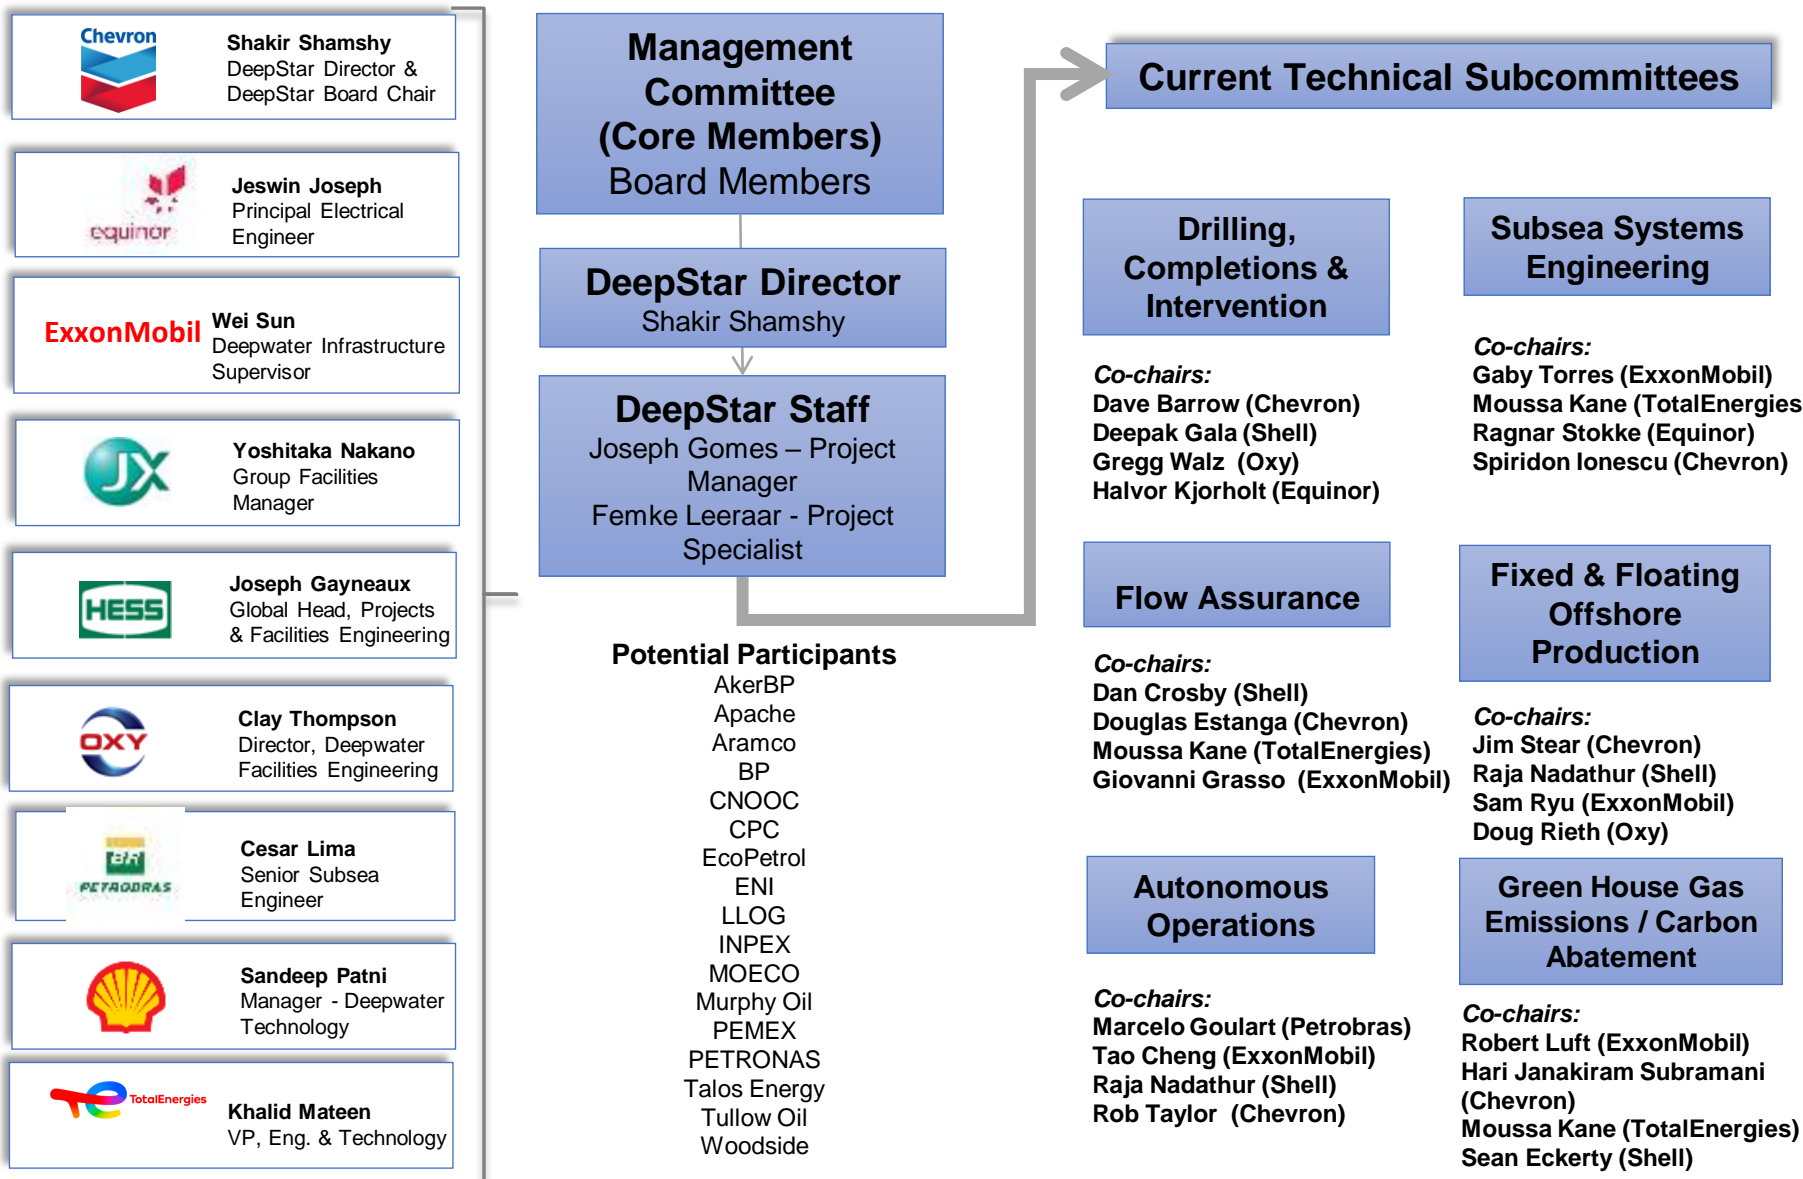 Chevron
Shakir Shamshy
DeepStar Director &
DeepStar Board Chair
equinor
Jeswin Joseph
Principal Electrical
Engineer
ExxonMobil
Wei Sun
Deepwater Infrastructure
Supervisor
JX
Yoshitaka Nakano
Group Facilities
Manager
HESS
Joseph Gayneaux
Global Head, Projects
& Facilities Engineering
OXY
Clay Thompson
Director, Deepwater
Facilities Engineering
BR
PETROBRAS
Cesar Lima
Senior Subsea
Engineer
Sandeep Patni
Manager - Deepwater
Technology
TotalEnergies
Khalid Mateen
VP, Eng. & Technology
Management
Committee
(Core Members)
Board Members
DeepStar Director
Shakir Shamshy
DeepStar Staff
Joseph Gomes – Project
Manager
Femke Leeraar - Project
Specialist
Potential Participants
AkerBP
Apache
Aramco
BP
CNOOC
CPC
EcoPetrol
ENI
LLOG
INPEX
MOECO
Murphy Oil
PEMEX
PETRONAS
Talos Energy
Tullow Oil
Woodside
Current Technical Subcommittees
Drilling,
Completions &
Intervention
Co-chairs:
Dave Barrow (Chevron)
Deepak Gala (Shell)
Gregg Walz (Oxy)
Halvor Kjorholt (Equinor)
Subsea Systems
Engineering
Co-chairs:
Gaby Torres (ExxonMobil)
Moussa Kane (TotalEnergies
Ragnar Stokke (Equinor)
Spiridon Ionescu (Chevron)
Flow Assurance
Co-chairs:
Dan Crosby (Shell)
Douglas Estanga (Chevron)
Moussa Kane (TotalEnergies)
Giovanni Grasso (ExxonMobil)
Fixed & Floating
Offshore
Production
Co-chairs:
Jim Stear (Chevron)
Raja Nadathur (Shell)
Sam Ryu (ExxonMobil)
Doug Rieth (Oxy)
Autonomous
Operations
Co-chairs:
Marcelo Goulart (Petrobras)
Tao Cheng (ExxonMobil)
Raja Nadathur (Shell)
Rob Taylor (Chevron)
Green House Gas
Emissions / Carbon
Abatement
Co-chairs:
Robert Luft (ExxonMobil)
Hari Janakiram Subramani
(Chevron)
Moussa Kane (TotalEnergies)
Sean Eckerty (Shell)